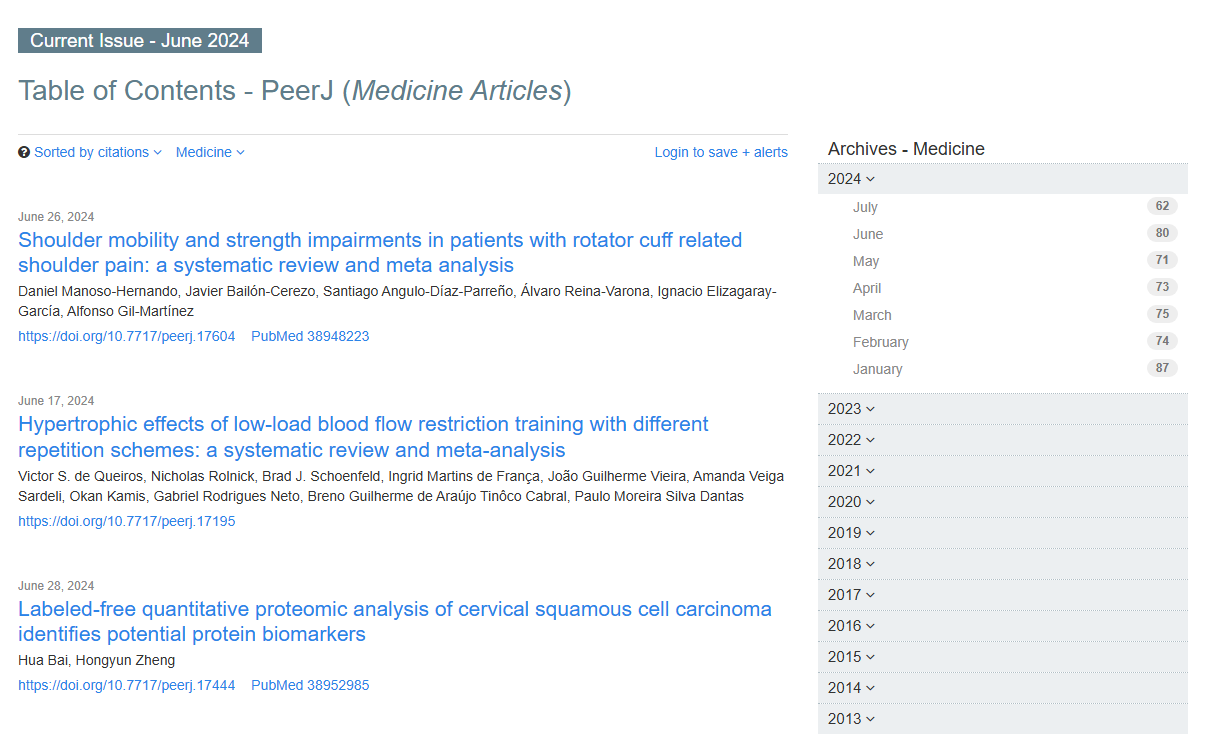 Current Issue - June 2024
Table of Contents - PeerJ (Medicine Articles)
Sorted by citations Medicine Login to save + alerts
June 26, 2024
Shoulder mobility and strength impairments in patients with rotator cuff related
shoulder pain: a systematic review and meta analysis
Daniel Manoso-Hernando, Javier Bailón-Cerezo, Santiago Angulo-Díaz-Parreño, Álvaro Reina-Varona, Ignacio Elizagaray-
García, Alfonso Gil-Martínez
https://doi.org/10.7717/peerj.17604 PubMed 38948223
June 17, 2024
Hypertrophic effects of low-load blood flow restriction training with different
repetition schemes: a systematic review and meta-analysis
Victor S. de Queiros, Nicholas Rolnick, Brad J. Schoenfeld, Ingrid Martins de França, João Guilherme Vieira, Amanda Veiga
Sardeli, Okan Kamis, Gabriel Rodrigues Neto, Breno Guilherme de Araújo Tinôco Cabral, Paulo Moreira Silva Dantas
https://doi.org/10.7717/peerj.17195
June 28, 2024
Labeled-free quantitative proteomic analysis of cervical squamous cell carcinoma
identifies potential protein biomarkers
Hua Bai, Hongyun Zheng
https://doi.org/10.7717/peerj.17444 PubMed 38952985
Archives - Medicine
2024
July 62
June 80
May 71
April 73
March 75
February 74
January 87
2023
2022
2021
2020
2019
2018
2017
2016
2015
2014
2013